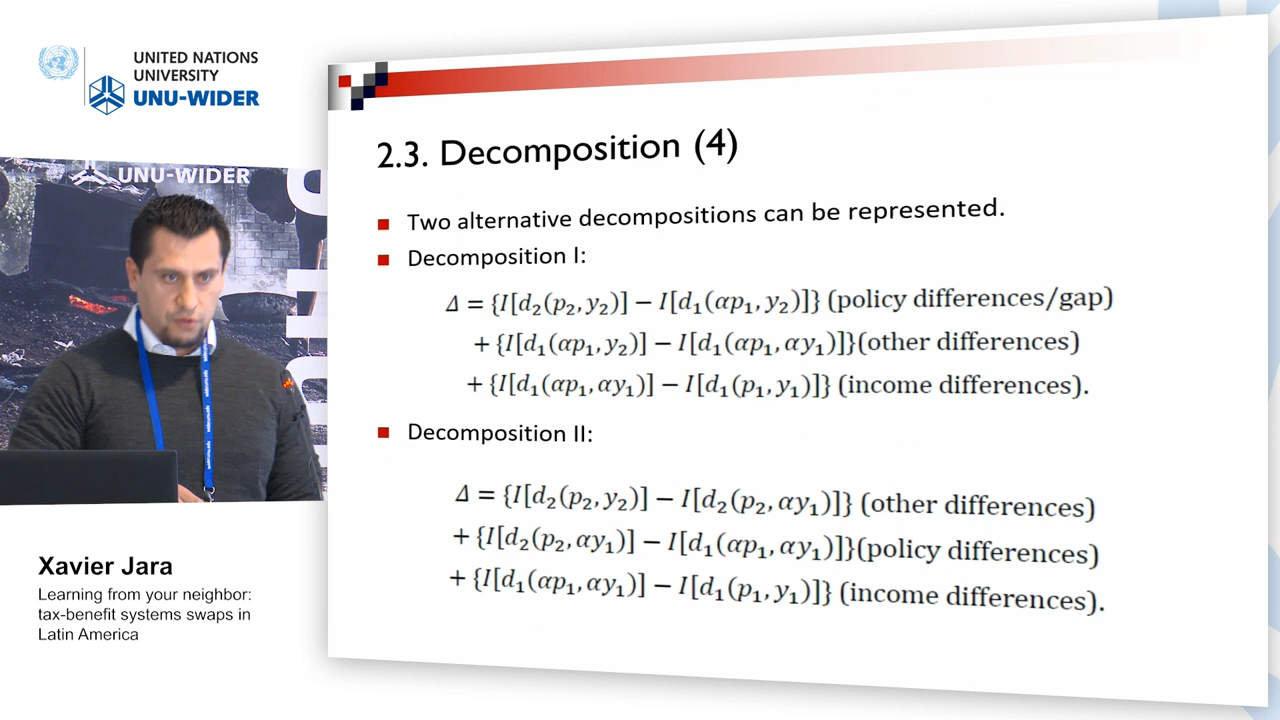 UNITED NATIONS
UNIVERSITY
UNU-WIDER
UNU-WIDER
2.3. Decomposition (4)
Two alternative decompositions can be represented.
Decomposition I:
Δ = {I[d₂(p₂, y₂)] − I[d₁(αp₁, y₂)]} (policy differences/gap)
+ {I[d₁(αp₁, y₂)] − I[d₁(αp₁, αy₁)]}(other differences)
+ {I[d₁(αp₁, αy₁)] − I[d₁(p₁, y₁)]} (income differences).
Decomposition II:
Δ = {I[d₂(p₂, y₂)] − I[d₂(p₂, αy₁)]} (other differences)
+ {I[d₂(p₂, αy₁)] − I[d₁(αp₁, αy₁)]}(policy differences)
+ {I[d₁(αp₁, αy₁)] − I[d₁(p₁, y₁)]} (income differences).
Xavier Jara
Learning from your neighbor:
tax-benefit systems swaps in
Latin America